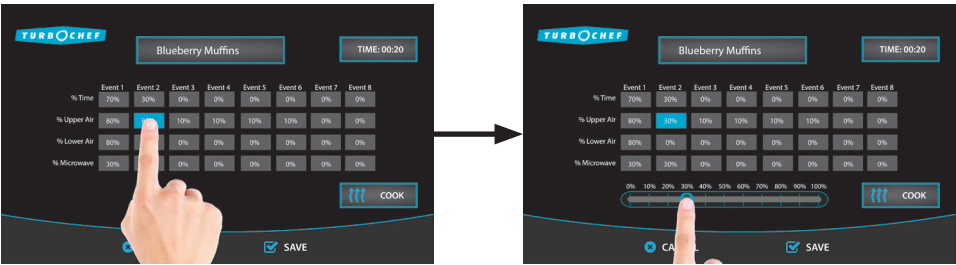 TURBOCHEF
Blueberry Muffins
TIME: 00:20
Event 1 Event 2 Event 3 Event 4 Event 5 Event 6 Event 7 Event 8
% Time 70% 30% 0% 0% 0% 0% 0% 0%
% Upper Air 80% 10% 10% 10% 10% 0% 0%
% Lower Air 80% 0% 0% 0% 0% 0% 0%
% Microwave 30% 0% 0% 0% 0% 0% 0%
COOK
SAVE
TURBOCHEF
Blueberry Muffins
TIME: 00:20
Event 1 Event 2 Event 3 Event 4 Event 5 Event 6 Event 7 Event 8
% Time 70% 30% 0% 0% 0% 0% 0% 0%
% Upper Air 80% 30% 10% 10% 10% 10% 0% 0%
% Lower Air 80% 0% 0% 0% 0% 0% 0% 0%
% Microwave 30% 30% 0% 0% 0% 0% 0% 0%
0% 10% 20% 30% 40% 50% 60% 70% 80% 90% 100%
COOK
SAVE